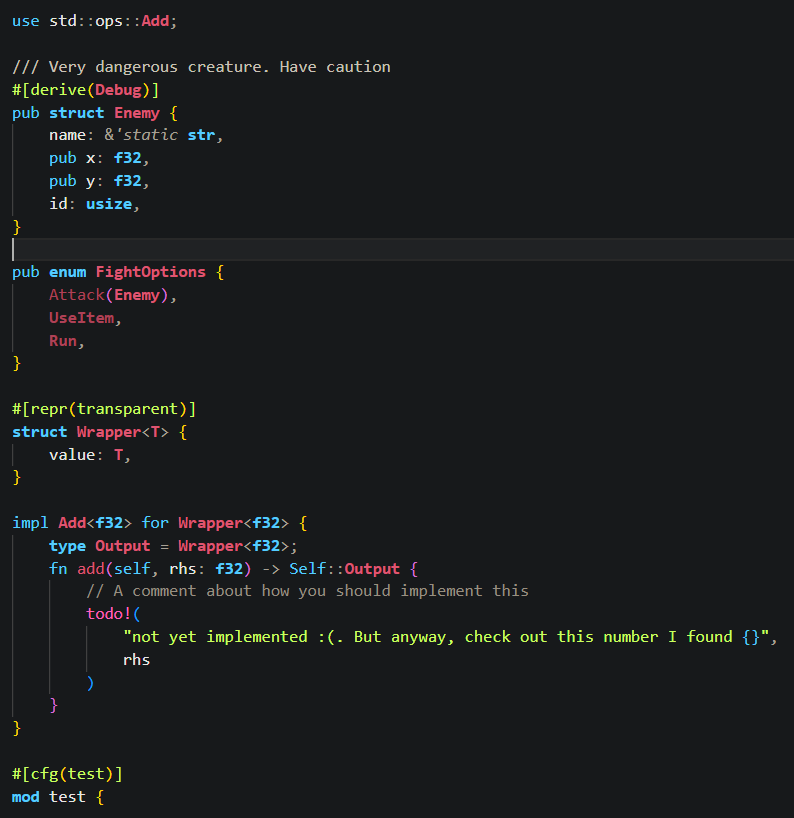 use std::ops::Add;
/// Very dangerous creature. Have caution
#[derive(Debug)]
pub struct Enemy {
    name: &'static str,
    pub x: f32,
    pub y: f32,
    id: usize,
}
pub enum FightOptions {
    Attack(Enemy),
    UseItem,
    Run,
}
#[repr(transparent)]
struct Wrapper<T> {
    value: T,
}
impl Add<f32> for Wrapper<f32> {
    type Output = Wrapper<f32>;
    fn add(self, rhs: f32) -> Self::Output {
        // A comment about how you should implement this
        todo!(
            "not yet implemented :(. But anyway, check out this number I found {}",
            rhs
        )
    }
}
#[cfg(test)]
mod test {